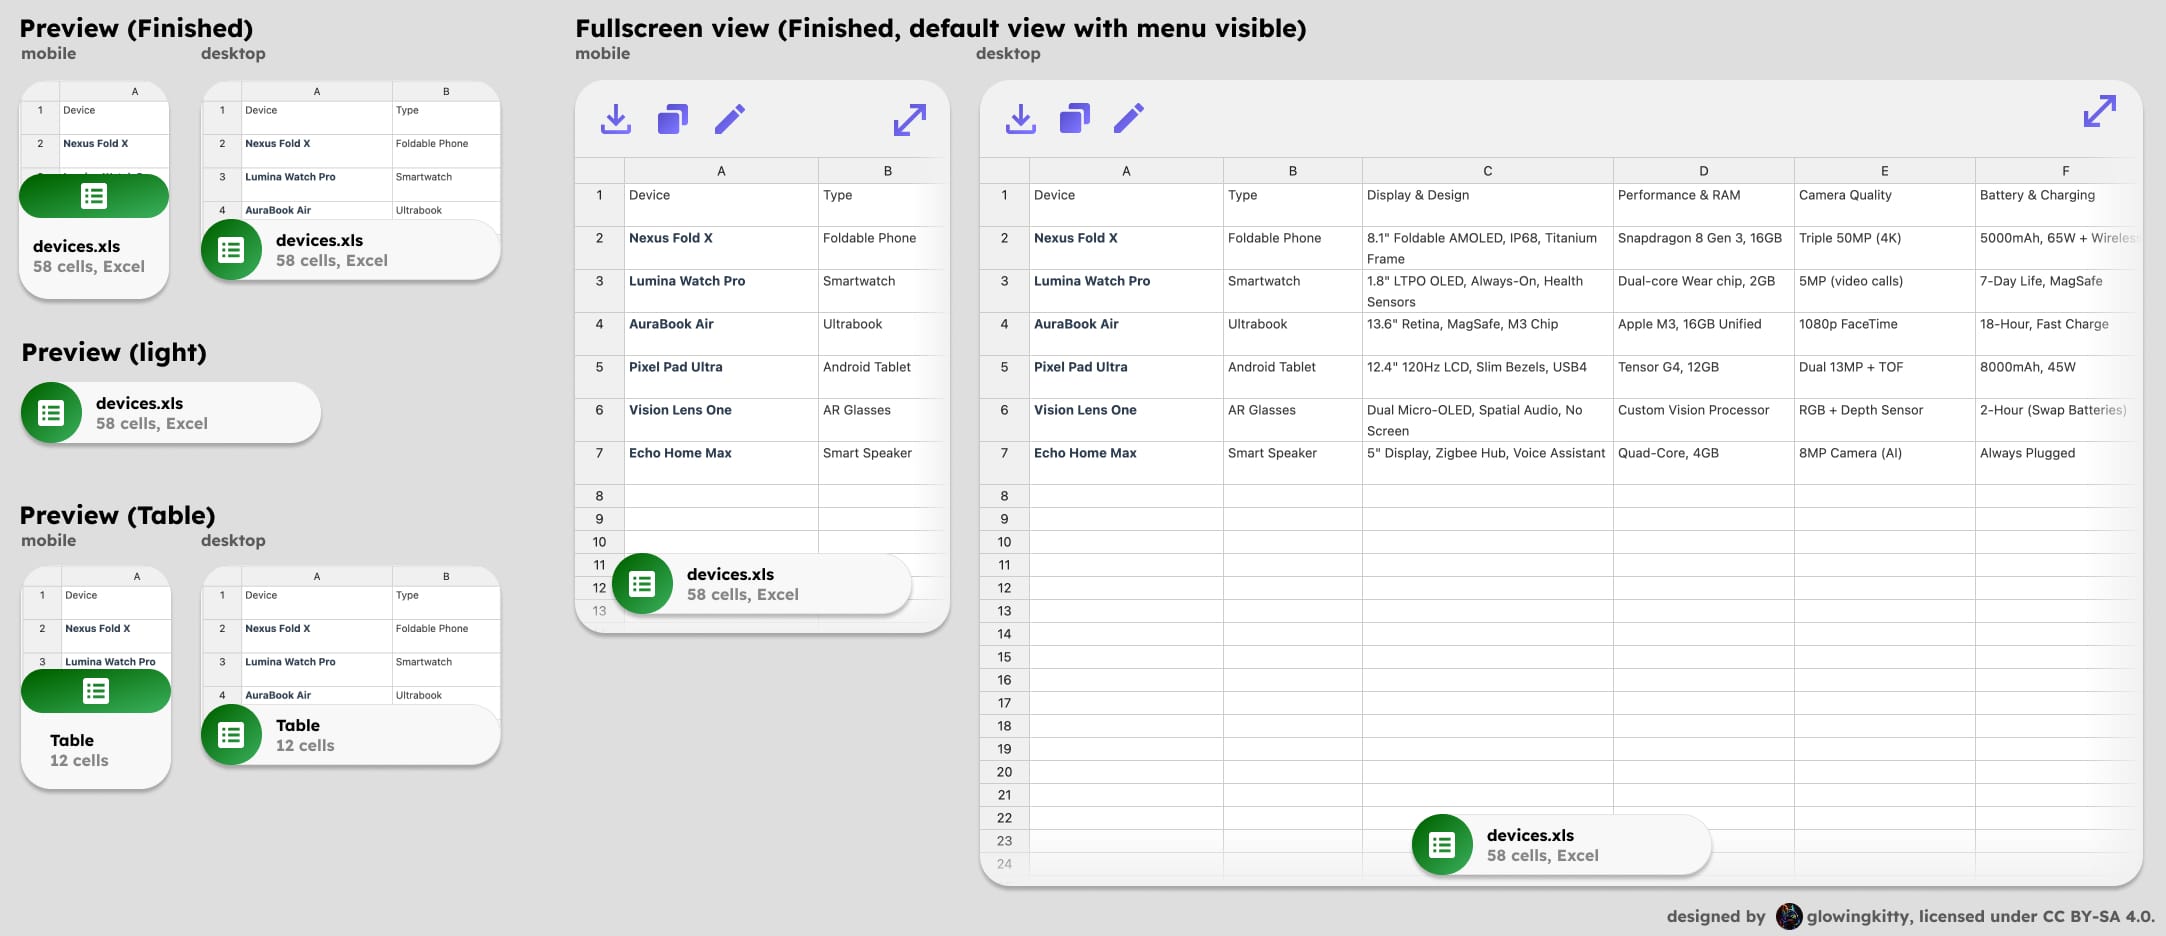 Preview (Finished)
mobile
desktop
A
1 Device
2 Nexus Fold X
devices.xls
58 cells, Excel
A B
1 Device Type
2 Nexus Fold X Foldable Phone
3 Lumina Watch Pro Smartwatch
4 AuraBook Air Ultrabook
devices.xls
58 cells, Excel
Preview (light)
devices.xls
58 cells, Excel
Preview (Table)
mobile
desktop
A
1 Device
2 Nexus Fold X
3 Lumina Watch Pro
Table
12 cells
A B
1 Device Type
2 Nexus Fold X Foldable Phone
3 Lumina Watch Pro Smartwatch
4 AuraBook Air Ultrabook
Table
12 cells
Fullscreen view (Finished, default view with menu visible)
mobile
desktop
A B
1 Device Type
2 Nexus Fold X Foldable Phone
3 Lumina Watch Pro Smartwatch
4 AuraBook Air Ultrabook
5 Pixel Pad Ultra Android Tablet
6 Vision Lens One AR Glasses
7 Echo Home Max Smart Speaker
8
9
10
11
12
13
devices.xls
58 cells, Excel
A B C D E F
1 Device Type Display & Design Performance & RAM Camera Quality Battery & Charging
2 Nexus Fold X Foldable Phone 8.1" Foldable AMOLED, IP68, Titanium Snapdragon 8 Gen 3, 16GB Triple 50MP (4K) 5000mAh, 65W + Wireles
Frame
3 Lumina Watch Pro Smartwatch 1.8" LTPO OLED, Always-On, Health Dual-core Wear chip, 2GB 5MP (video calls) 7-Day Life, MagSafe
Sensors
4 AuraBook Air Ultrabook 13.6" Retina, MagSafe, M3 Chip Apple M3, 16GB Unified 1080p FaceTime 18-Hour, Fast Charge
5 Pixel Pad Ultra Android Tablet 12.4" 120Hz LCD, Slim Bezels, USB4 Tensor G4, 12GB Dual 13MP + TOF 8000mAh, 45W
6 Vision Lens One AR Glasses Dual Micro-OLED, Spatial Audio, No Custom Vision Processor RGB + Depth Sensor 2-Hour (Swap Batteries)
Screen
7 Echo Home Max Smart Speaker 5" Display, Zigbee Hub, Voice Assistant Quad-Core, 4GB 8MP Camera (AI) Always Plugged
8
9
10
11
12
13
14
15
16
17
18
19
20
21
22
23
24
devices.xls
58 cells, Excel
designed by glowingkitty, licensed under CC BY-SA 4.0.